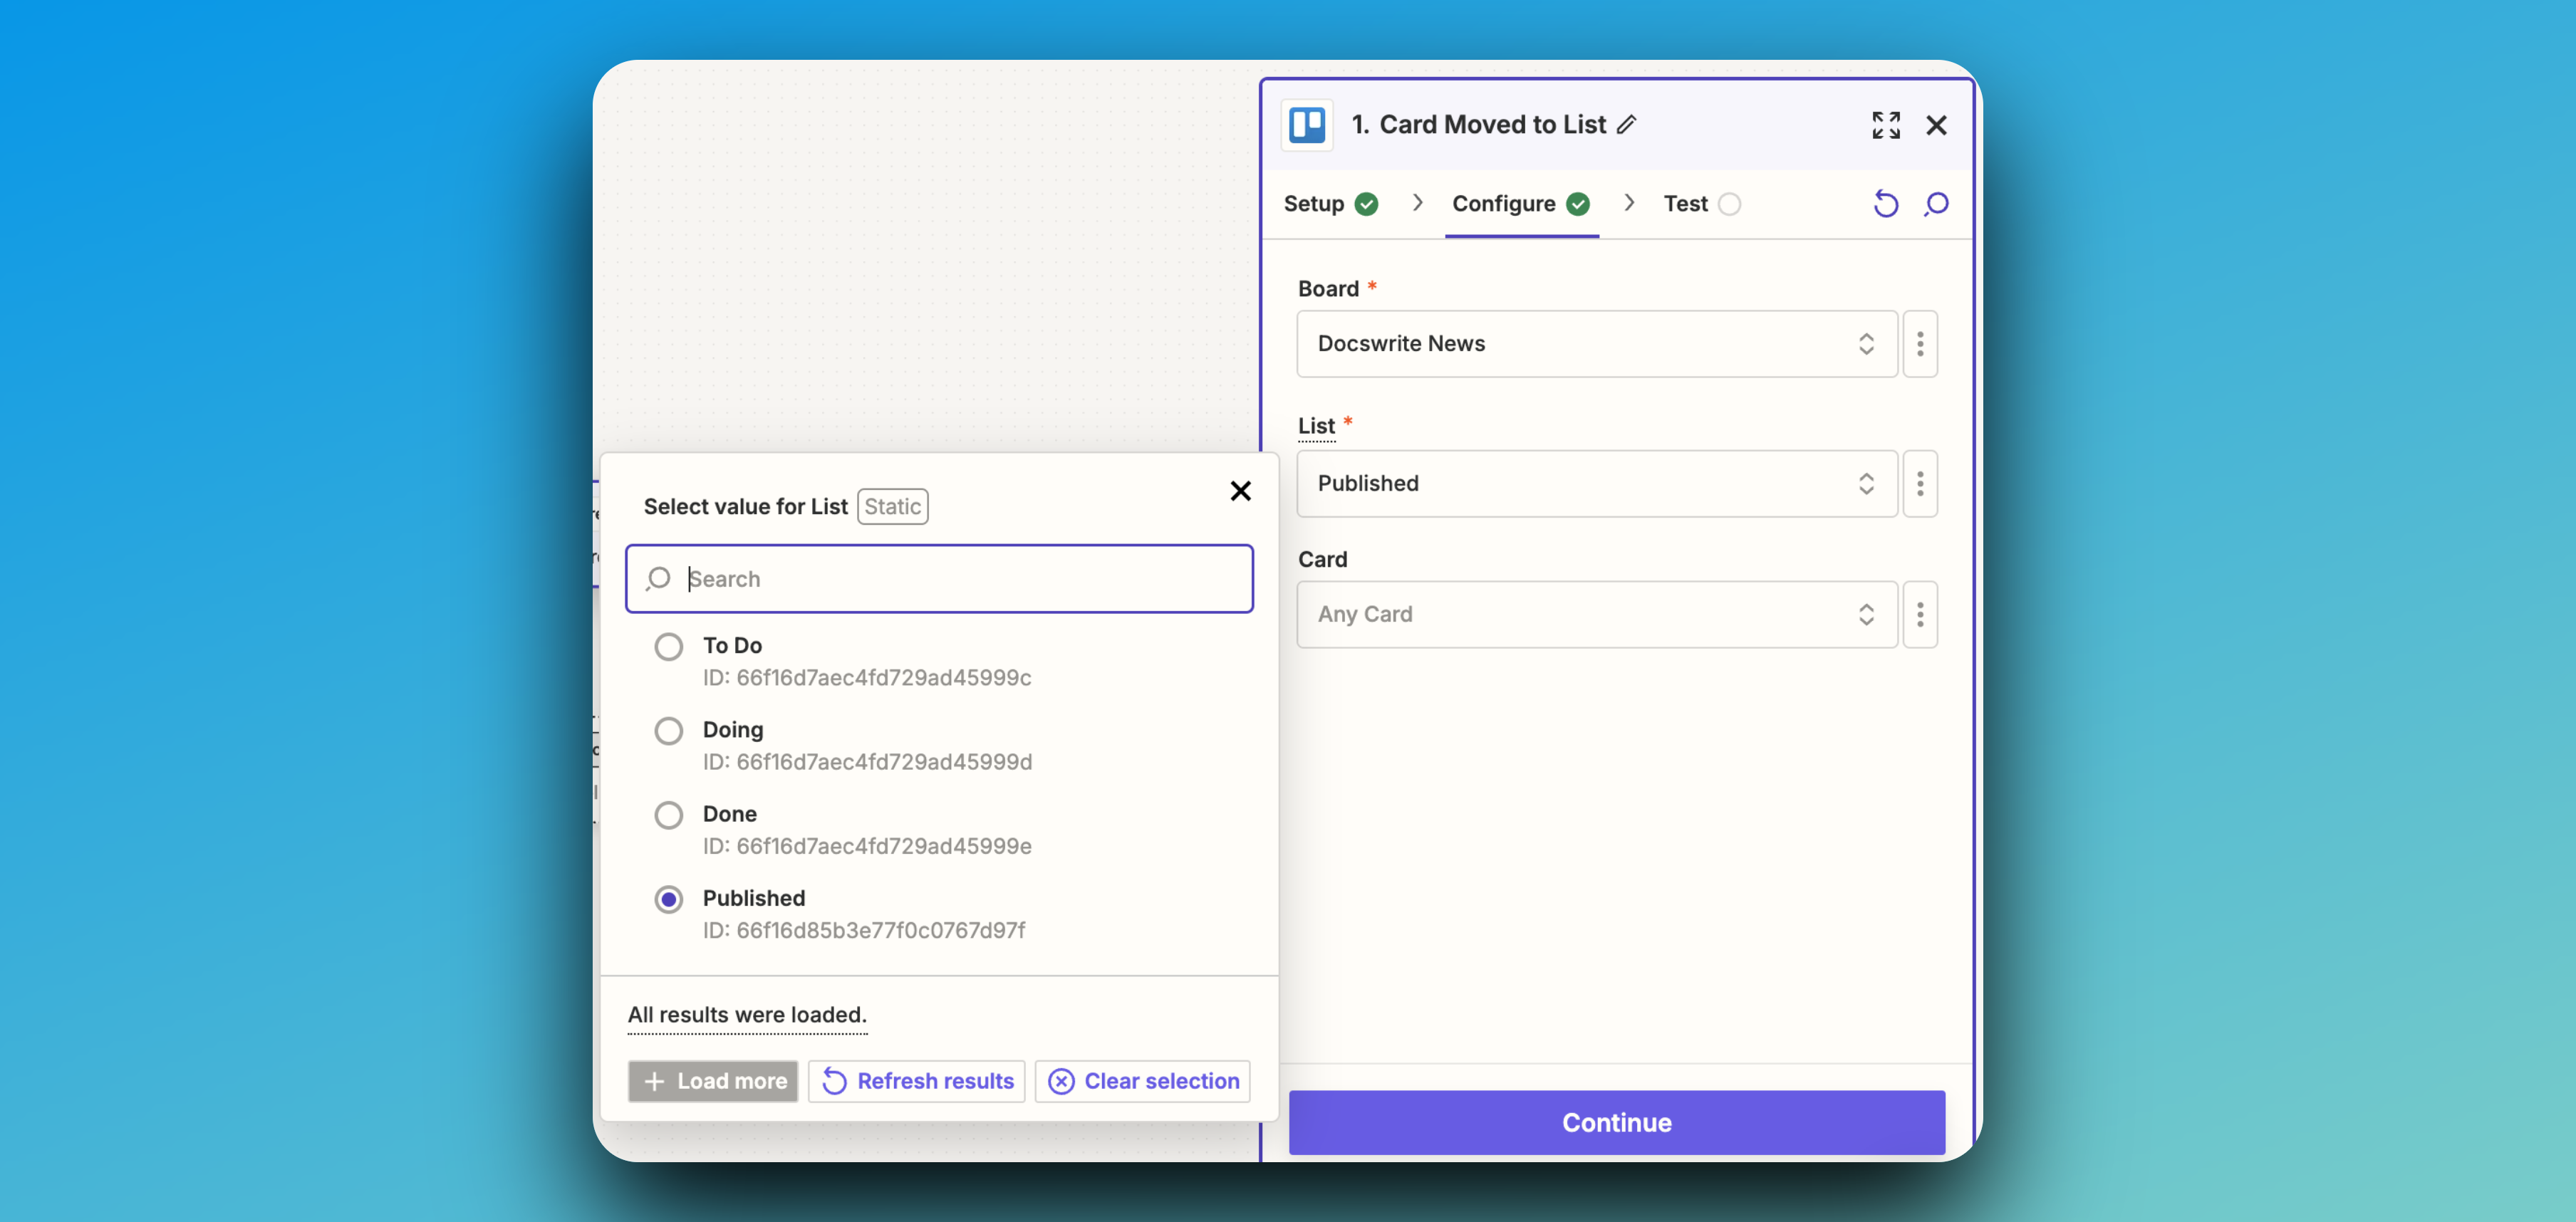 1. Card Moved to List
Setup
Configure
Test
Board *
Docswrite News
List *
Published
Card
Any Card
Continue
Select value for List Static
Search
To Do
ID: 66f16d7aec4fd729ad45999c
Doing
ID: 66f16d7aec4fd729ad45999d
Done
ID: 66f16d7aec4fd729ad45999e
Published
ID: 66f16d85b3e77f0c0767d97f
All results were loaded.
Load more
Refresh results
Clear selection